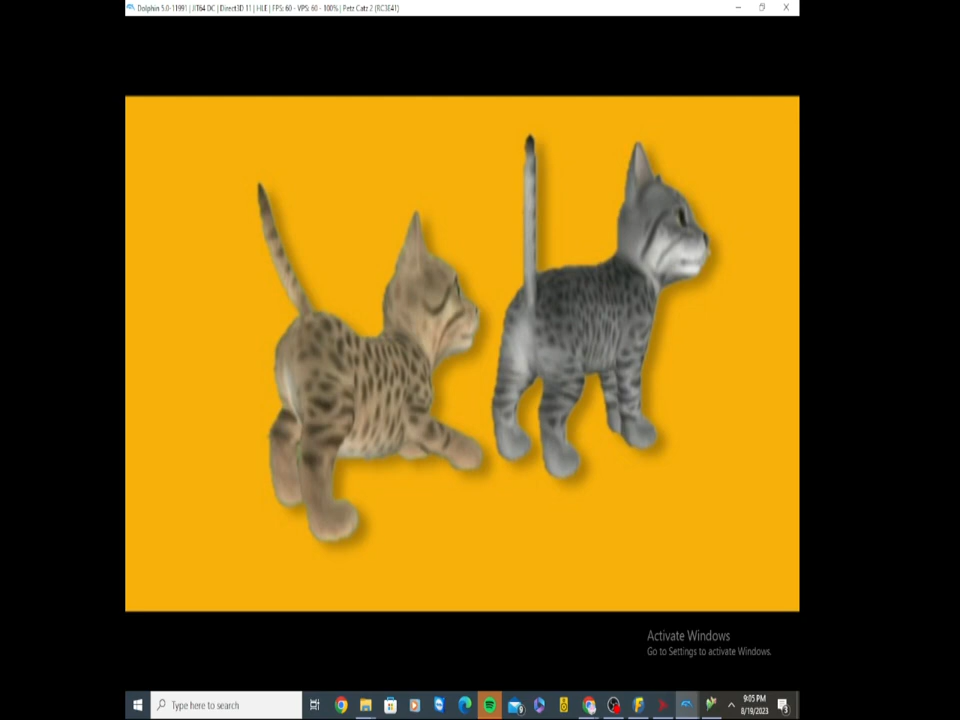 Dolphin 5.0-11991 | JIT64 DC | Direct3D 11 | HLE | FPS: 60 - VPS: 60 - 100% | Petz Catz 2 (RC3E41)
Activate Windows
Go to Settings to activate Windows.
Type here to search
9:05 PM
8/19/2023